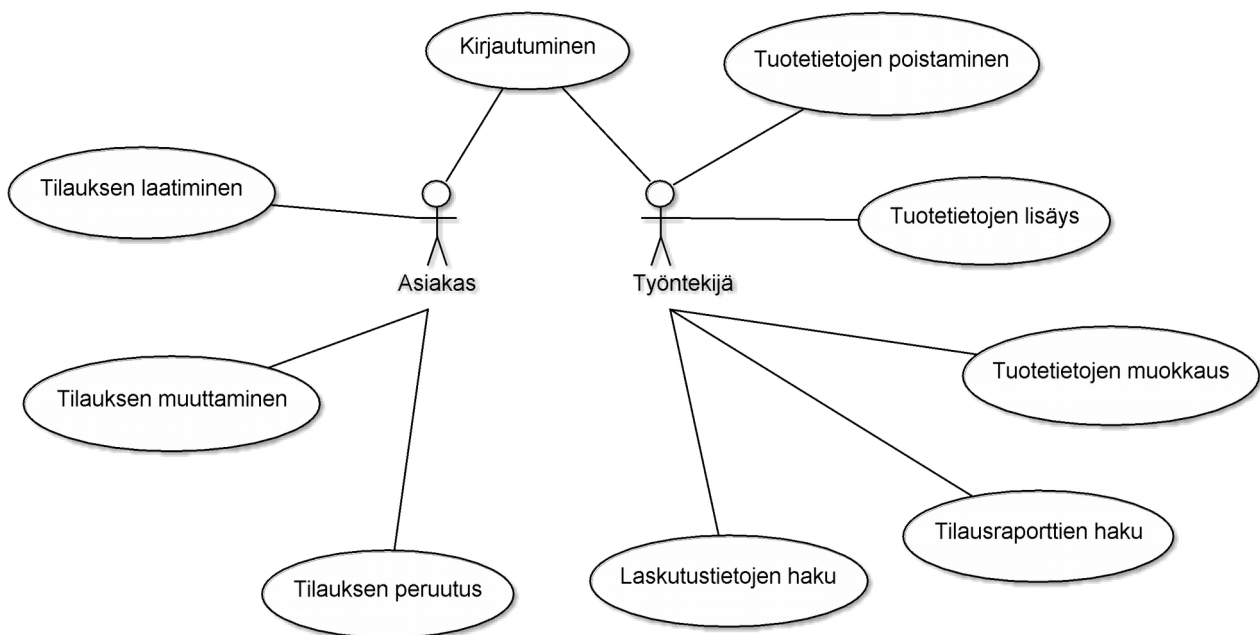 Kirjautuminen
Tuotetietojen poistaminen
Tilauksen laatiminen
Tuotetietojen lisäys
Asiakas
Työntekijä
Tuotetietojen muokkaus
Tilauksen muuttaminen
Tilausraporttien haku
Laskutustietojen haku
Tilauksen peruutus